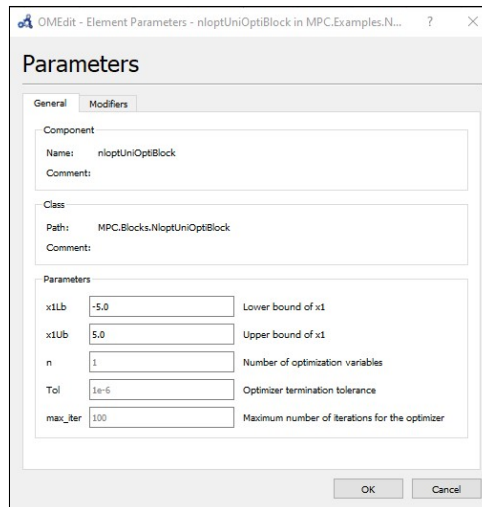 OMEdit - Element Parameters - nloptUniOptiBlock in MPC.Examples.N... ?
Parameters
General Modifiers
Component
Name: nloptUniOptiBlock
Comment:
Class
Path: MPC.Blocks.NloptUniOptiBlock
Comment:
Parameters
x1Lb -5.0 Lower bound of x1
x1Ub 5.0 Upper bound of x1
n 1 Number of optimization variables
Tol 1e-6 Optimizer termination tolerance
max_iter 100 Maximum number of iterations for the optimizer
OK Cancel